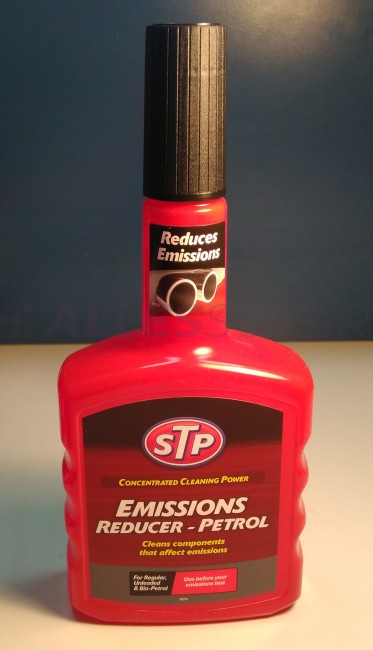 Reduces
Emissions
STP
CONCENTRATED CLEANING POWER
EMISSIONS
REDUCER - PETROL
Cleans components
that affect emissions
For Regular,
Unleaded
& Bio-Petrol
Use before your
emissions test